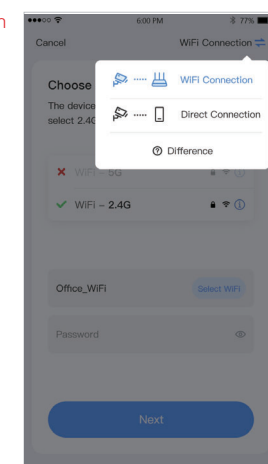 6:00 PM 77%
Cancel WiFi Connection
WiFi Connection
Direct Connection
Difference
Choose
The device
select 2.4G
WiFi – 5G
WiFi – 2.4G
Office_WiFi Select WiFi
Password
Next